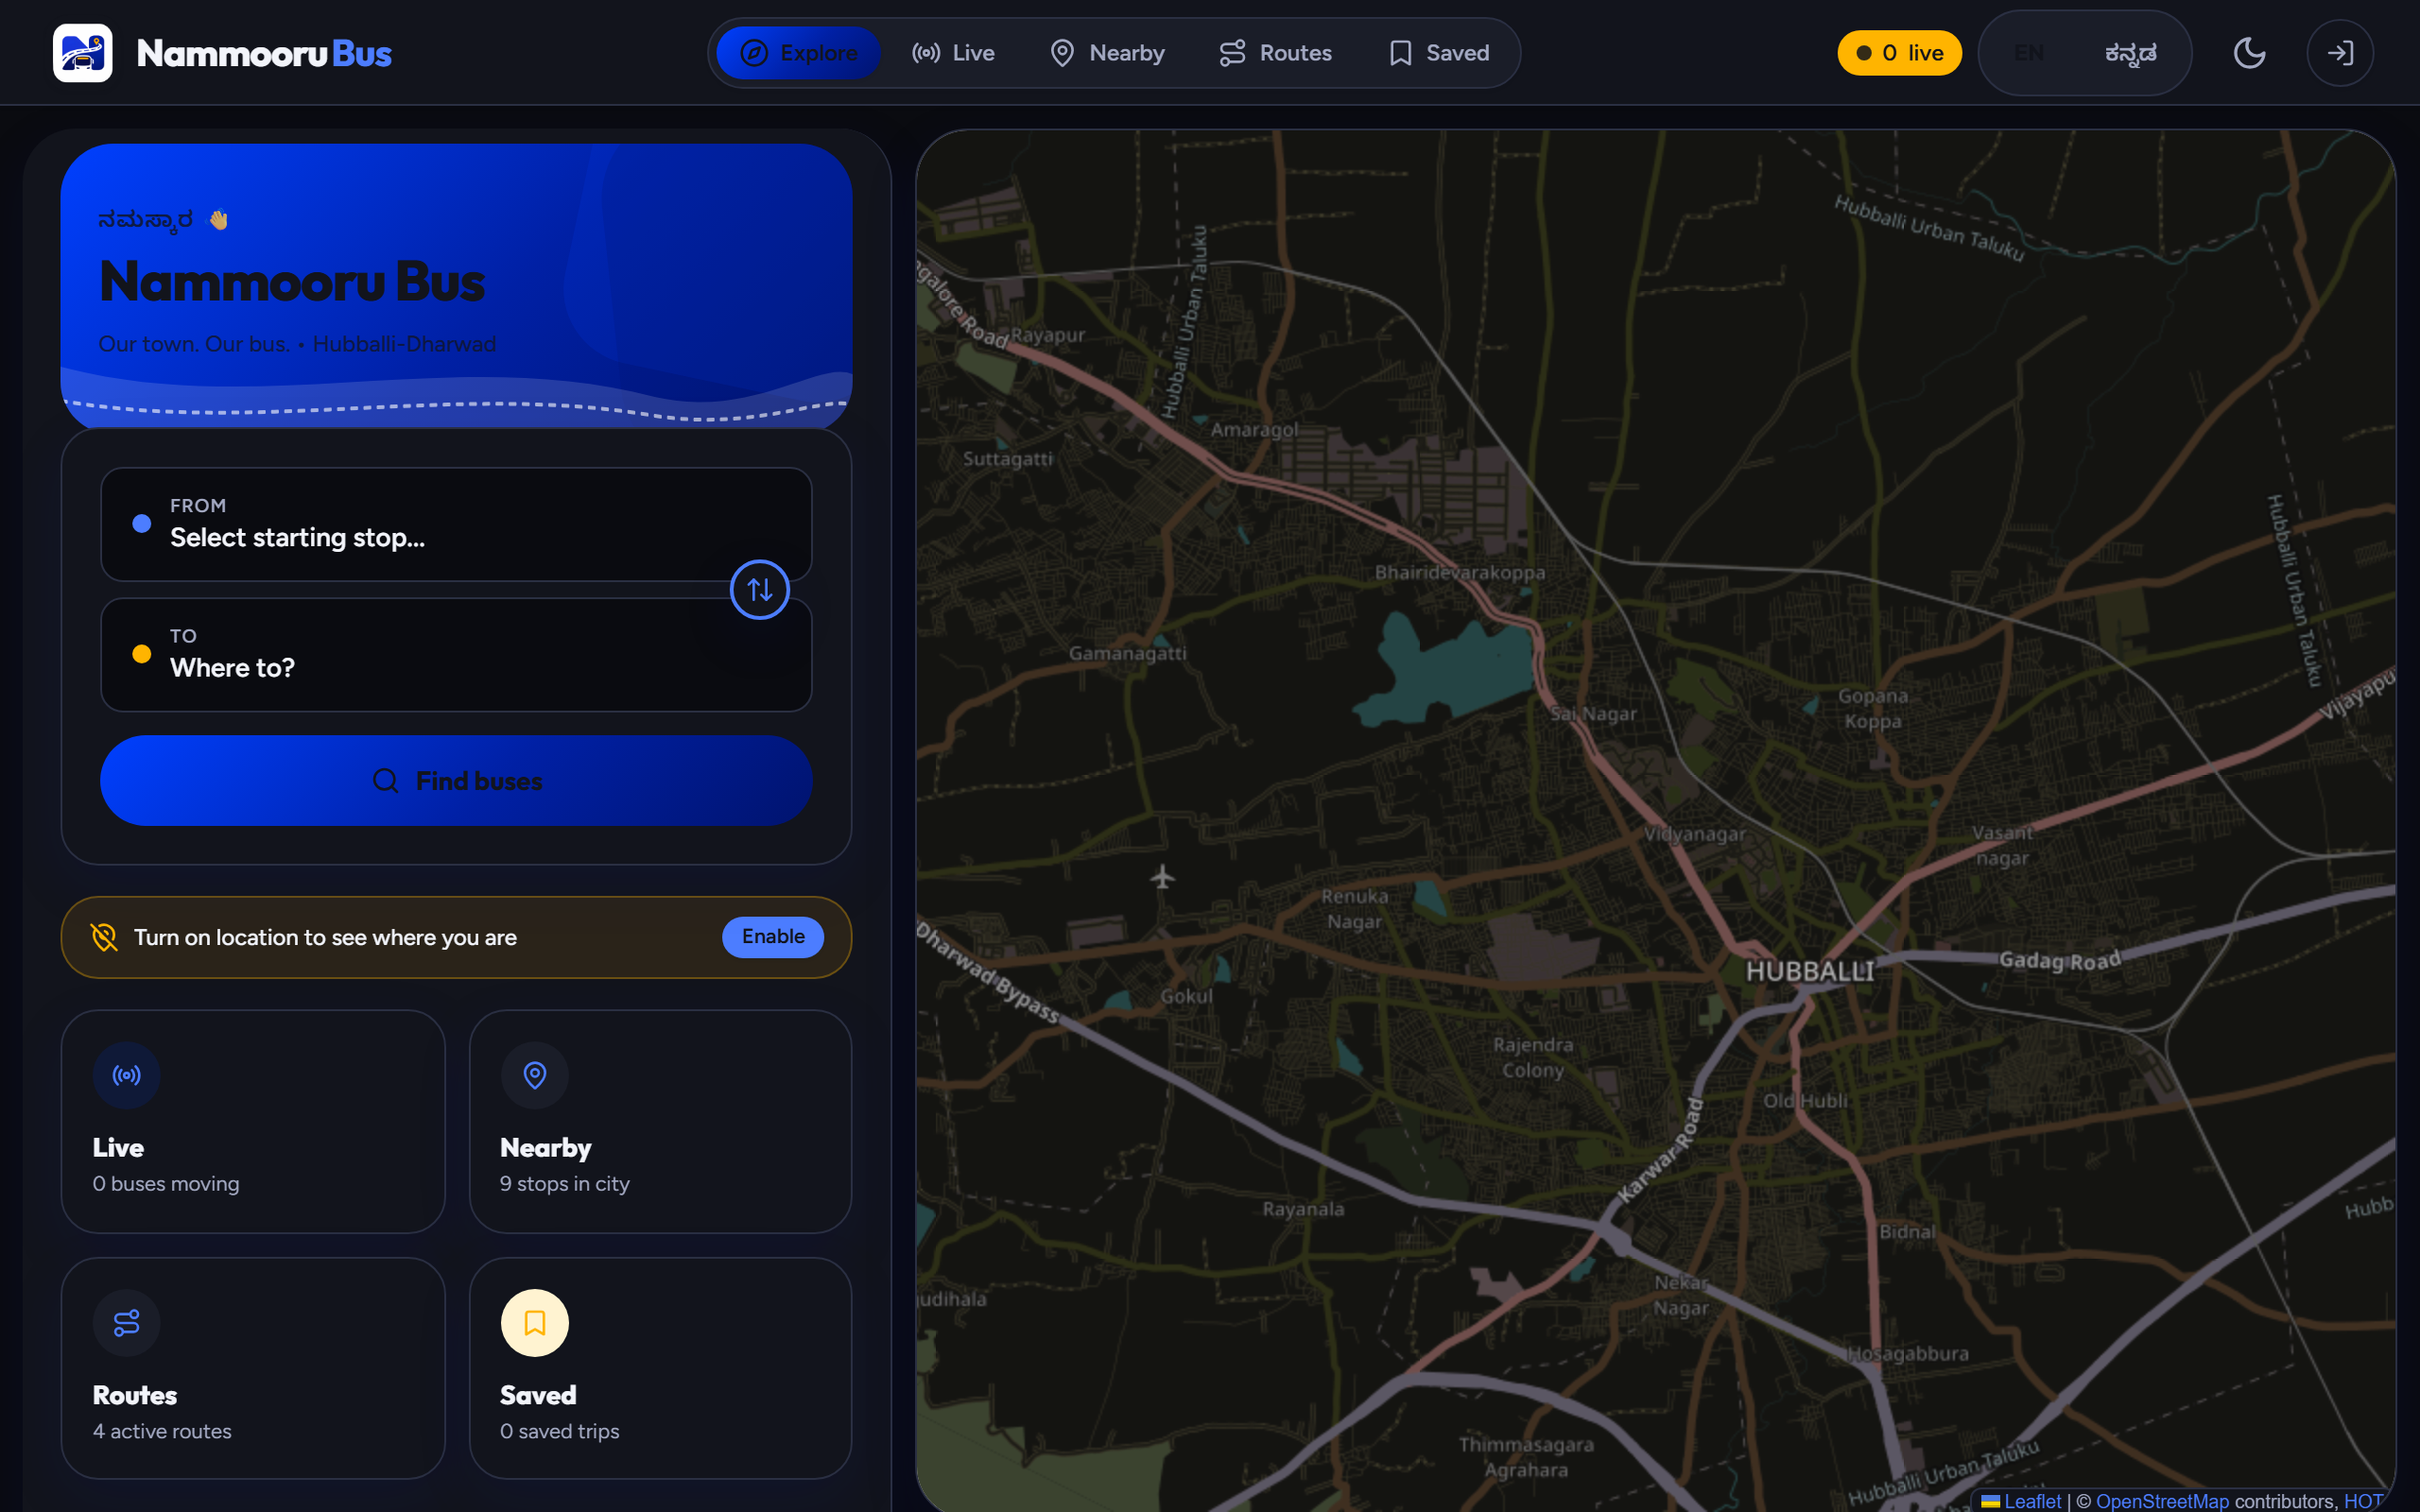 Nammooru Bus
Explore
Live
Nearby
Routes
Saved
0 live
EN
ಕನ್ನಡ
ನಮಸ್ಕಾರ 👋
Nammooru Bus
Our town. Our bus. • Hubballi-Dharwad
FROM
Select starting stop...
TO
Where to?
Find buses
Turn on location to see where you are
Enable
Live
0 buses moving
Nearby
9 stops in city
Routes
4 active routes
Saved
0 saved trips
Hubballi Urban Taluku
Hubballi Urban Taluku
Road
Rayapur
Amaragol
Suttagatti
Hubballi Urban Taluku
Bhairidevarakoppa
Gamanagatti
Sai Nagar
Gopana
Koppa
Vidyanagar
Vasant
nagar
Renuka
Nagar
Dharwad Bypass
HUBBALLI
Gadag Road
Gokul
Rajendra
Colony
Old Hubli
Karwar Road
Rayanala
Bidnal
Hubb
Nekar
Nagar
udihala
Hosagabbura
Thimmasagara
Agrahara
Hubballi Urban Taluku
Leaflet | © OpenStreetMap contributors, HOT